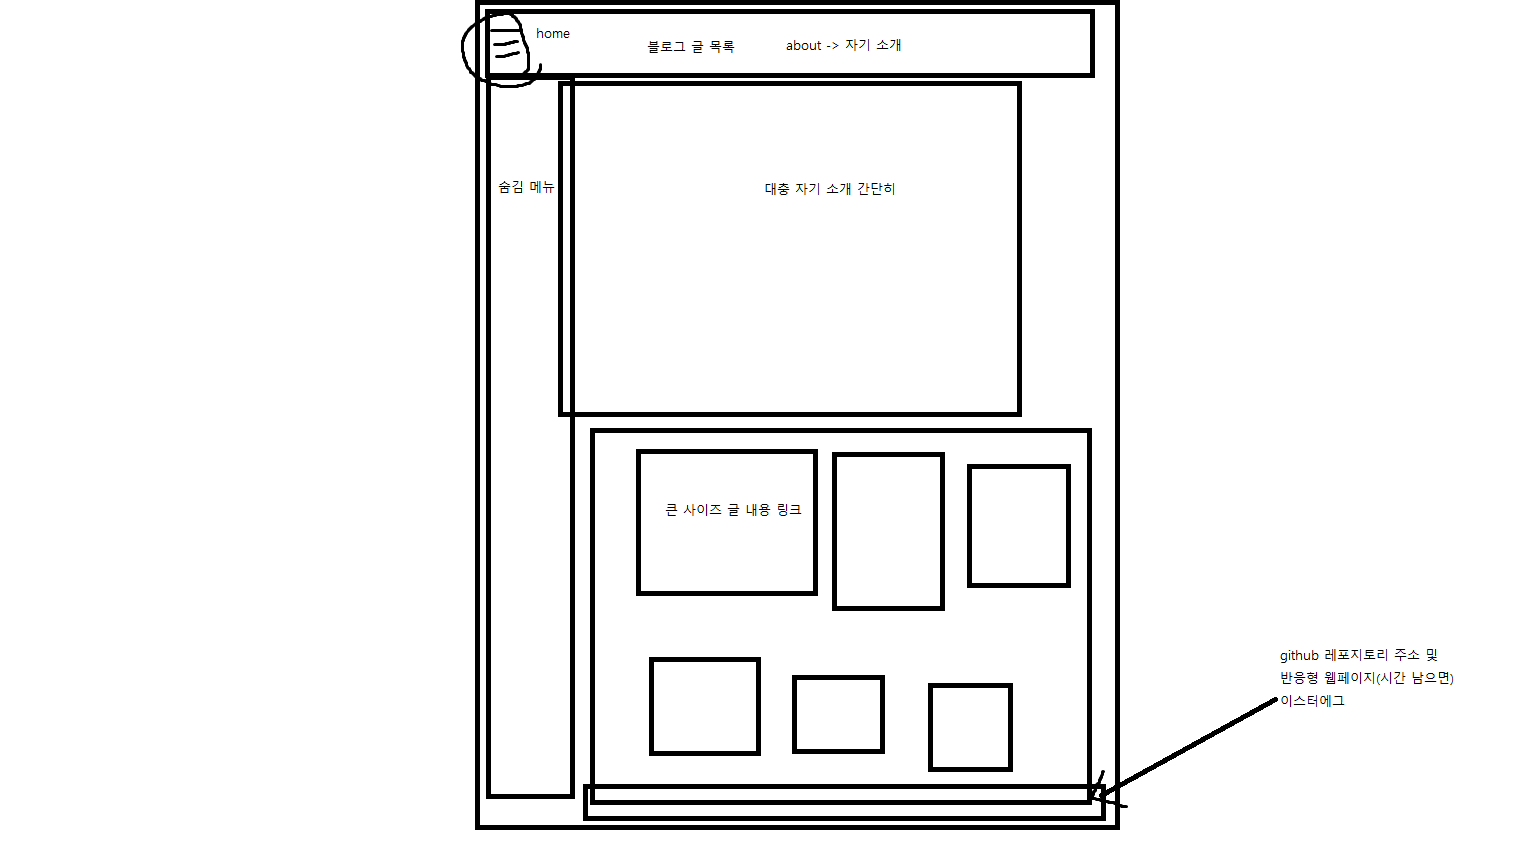 home
블로그 글 목록
about -> 자기 소개
숨김 메뉴
대충 자기 소개 간단히
큰 사이즈 글 내용 링크
github 레포지토리 주소 및
반응형 웹페이지(시간 남으면)
이스터에그